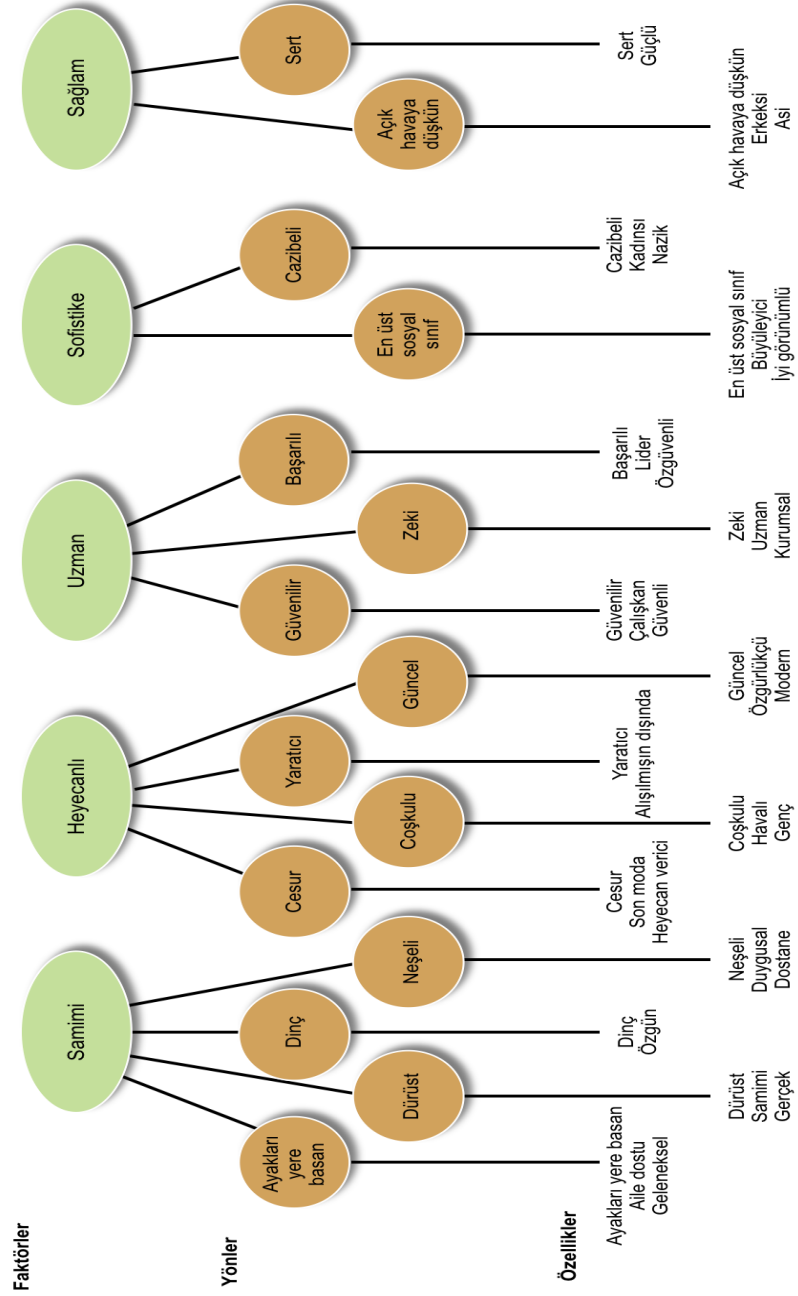 Faktörler
Samimi
Heyecanlı
Uzman
Sofistike
Sağlam
Yönler
Ayakları
yere
basan
Dinç
Cesur
Yaratıcı
Güvenilir
Başarılı
Cazibeli
Sert
Dürüst
Neşeli
Coşkulu
Güncel
Zeki
En üst
sosyal
sınıf
Açık
havaya
düşkün
Özellikler
Ayakları yere basan
Aile dostu
Geleneksel
Dinç
Özgün
Cesur
Son moda
Heyecan verici
Yaratıcı
Alışılmışın dışında
Güvenilir
Çalışkan
Güvenli
Başarılı
Lider
Özgüvenli
Cazibeli
Kadınsı
Nazik
Sert
Güçlü
Dürüst
Samimi
Gerçek
Neşeli
Duygusal
Dostane
Coşkulu
Havalı
Genç
Güncel
Özgürlükçü
Modern
Zeki
Uzman
Kurumsal
En üst sosyal sınıf
Büyüleyici
İyi görünümlü
Açık havaya düşkün
Erkeksi
Asi